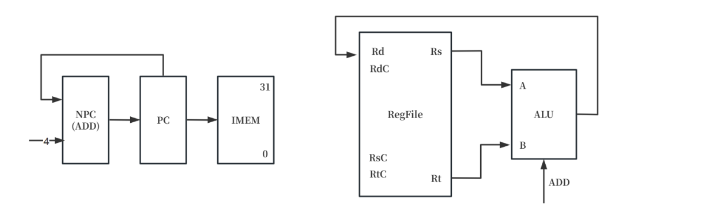 4
NPC
(ADD)
PC
31
IMEM
0
Rd
Rs
RdC
RegFile
RsC
RtC
Rt
A
ALU
B
ADD